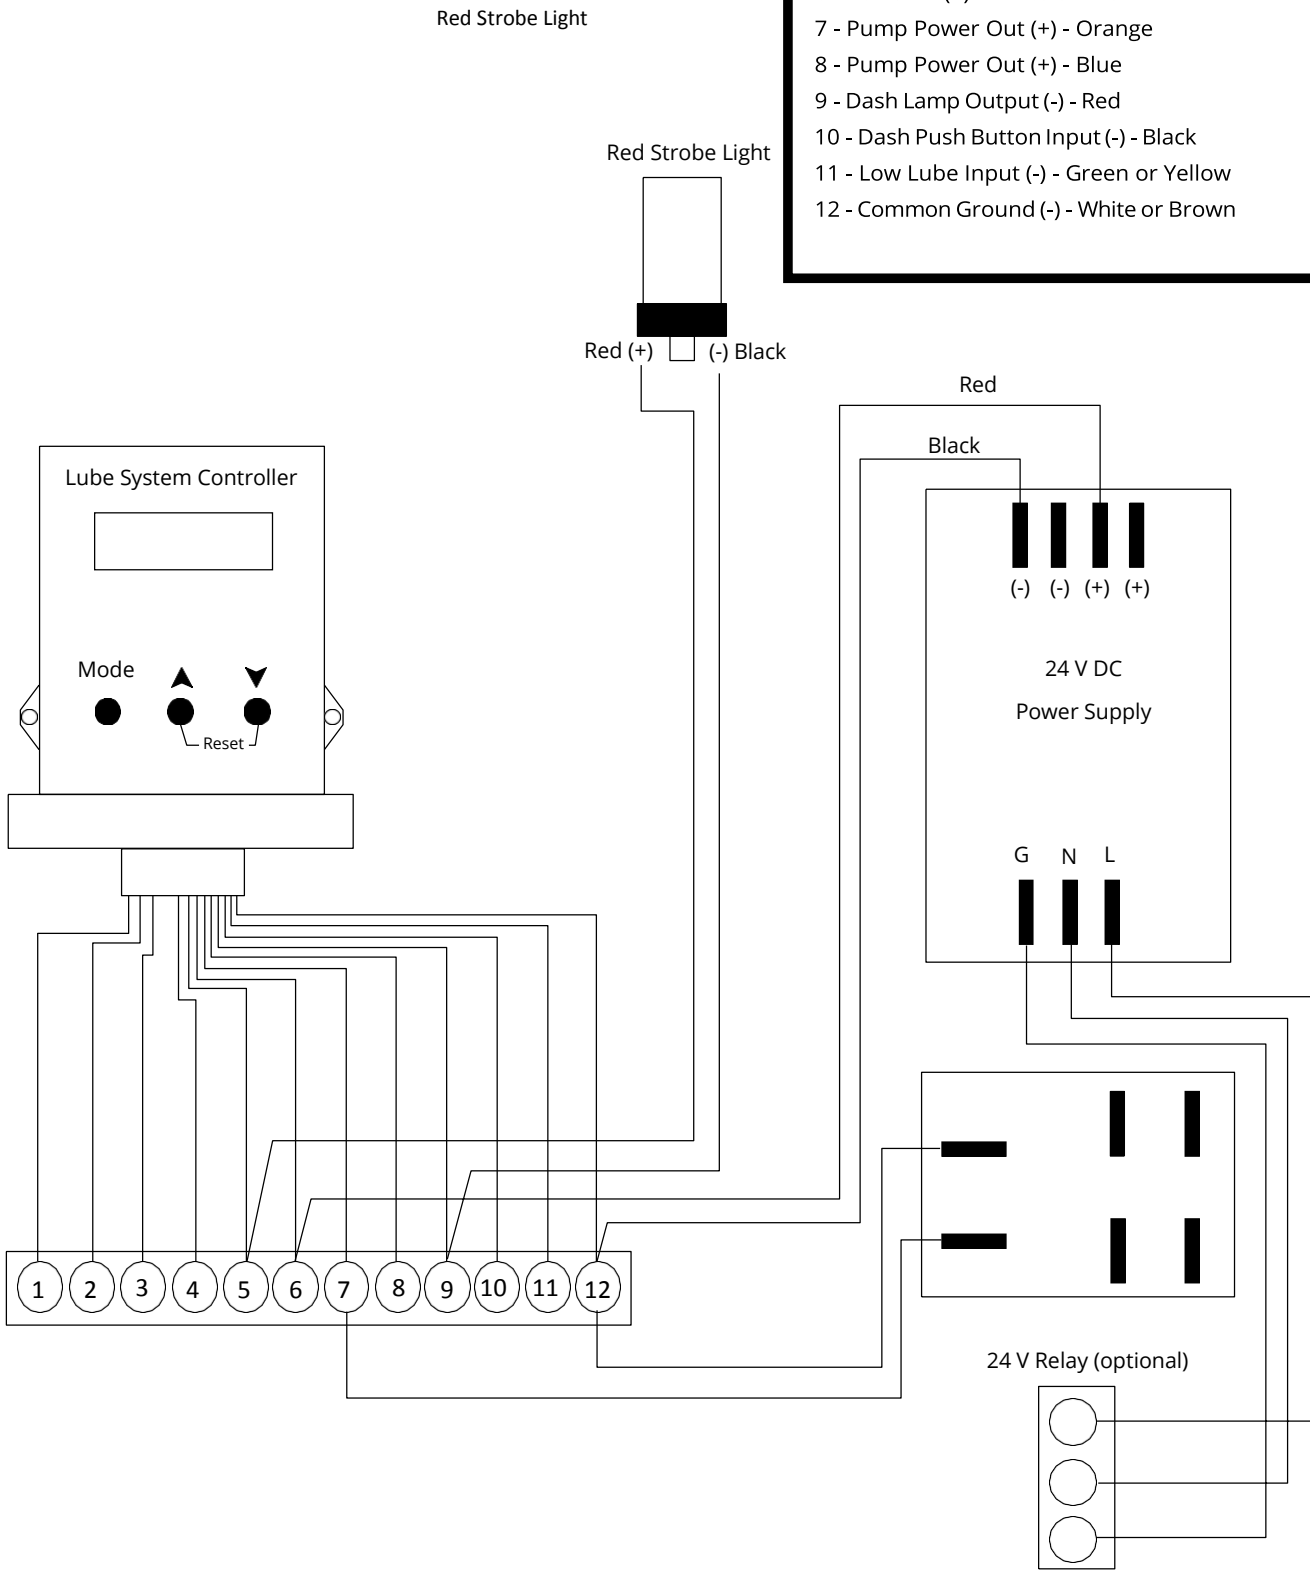 Red Strobe Light
7 - Pump Power Out (+) - Orange
8 - Pump Power Out (+) - Blue
9 - Dash Lamp Output (-) - Red
10 - Dash Push Button Input (-) - Black
11 - Low Lube Input (-) - Green or Yellow
12 - Common Ground (-) - White or Brown
Red Strobe Light
Red (+)
(-) Black
Red
Black
Lube System Controller
Mode
Reset
(-) (-) (+) (+)
24 V DC
Power Supply
G N L
1 2 3 4 5 6 7 8 9 10 11 12
24 V Relay (optional)